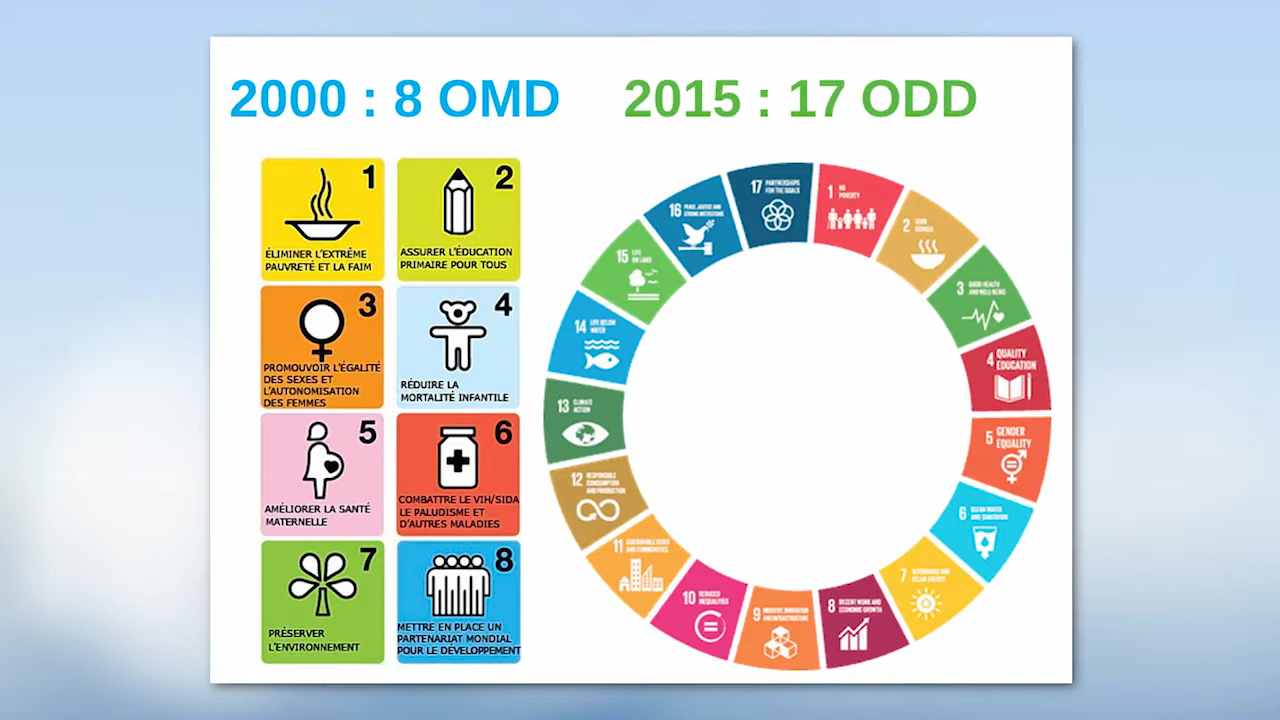 2000 : 8 OMD
2015 : 17 ODD
1
ÉLIMINER L'EXTRÊME
PAUVRETÉ ET LA FAIM
2
ASSURER L'ÉDUCATION
PRIMAIRE POUR TOUS
3
PROMOUVOIR L'ÉGALITÉ
DES SEXES ET
L'AUTONOMISATION
DES FEMMES
4
RÉDUIRE LA
MORTALITÉ INFANTILE
5
AMÉLIORER LA SANTÉ
MATERNELLE
6
COMBATTRE LE VIH/SIDA
LE PALUDISME ET
D'AUTRES MALADIES
7
PRÉSERVER
L'ENVIRONNEMENT
8
METTRE EN PLACE UN
PARTENARIAT MONDIAL
POUR LE DÉVELOPPEMENT
1 NO
POVERTY
2 ZERO
HUNGER
3 GOOD HEALTH
AND WELL-BEING
4 QUALITY
EDUCATION
5 GENDER
EQUALITY
6 CLEAN WATER
AND SANITATION
7 AFFORDABLE AND
CLEAN ENERGY
8 DECENT WORK AND
ECONOMIC GROWTH
9 INDUSTRY, INNOVATION
AND INFRASTRUCTURE
10 REDUCED
INEQUALITIES
11 SUSTAINABLE CITIES
AND COMMUNITIES
12 RESPONSIBLE
CONSUMPTION
AND PRODUCTION
13 CLIMATE
ACTION
14 LIFE BELOW
WATER
15 LIFE
ON LAND
16 PEACE, JUSTICE AND
STRONG INSTITUTIONS
17 PARTNERSHIPS
FOR THE GOALS